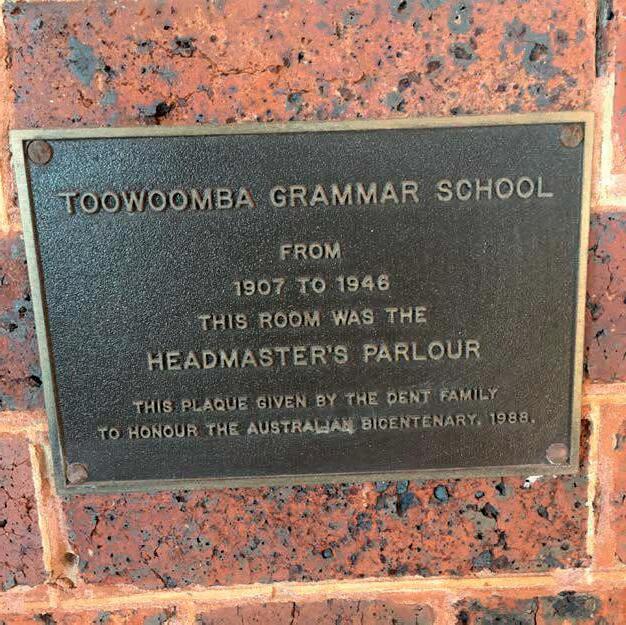 TOOWOOMBA GRAMMAR SCHOOL
FROM
1907 TO 1946
THIS ROOM WAS THE
HEADMASTER'S PARLOUR
THIS PLAQUE GIVEN BY THE DENT FAMILY
TO HONOUR THE AUSTRALIAN BICENTENARY, 1988.